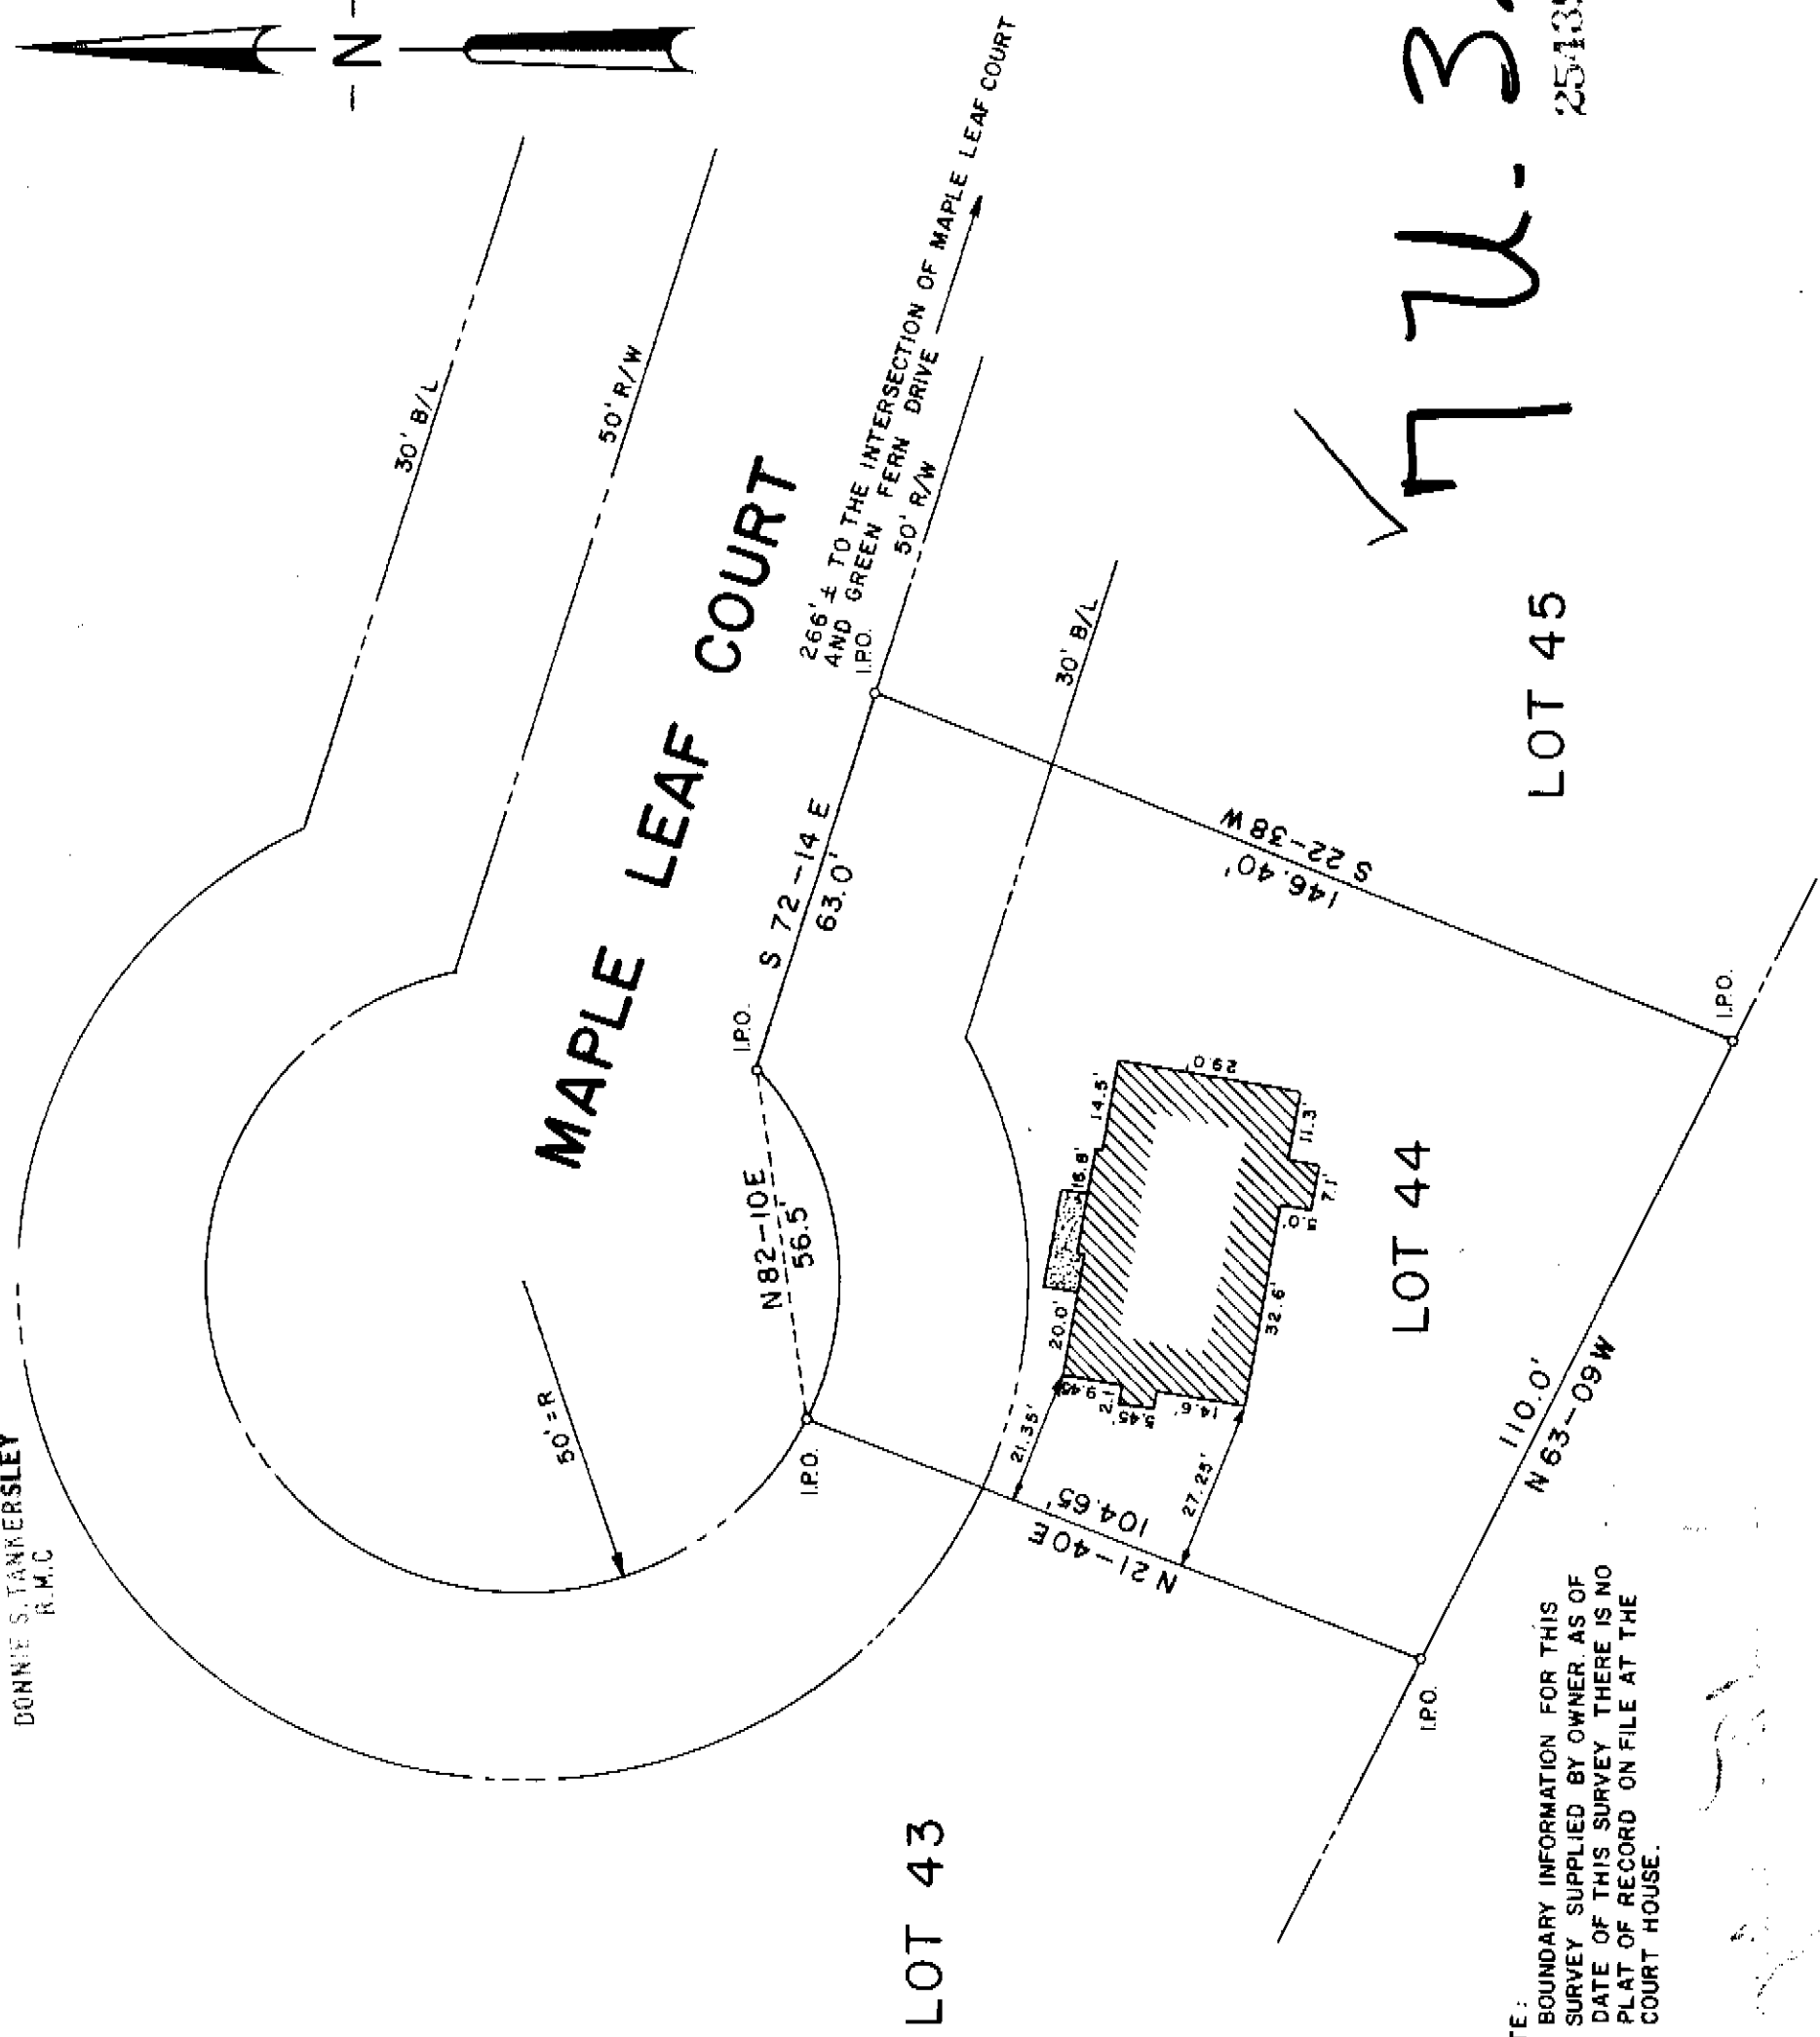 DONNIE S. TANKERSLEY
R.M.C
- N -
30' B/L
50' R/W
MAPLE LEAF COURT
266' ± TO THE INTERSECTION OF MAPLE LEAF COURT
AND GREEN FERN DRIVE
50' R/W
I.P.O.
S 72-14 E
63.0'
I.P.O.
N 82-10 E
56.5'
50'=R
I.P.O.
30' B/L
S 22-38 W
146.40'
LOT 45
I.P.O.
14.5'
29.0'
16.8'
11.3'
7.1'
20.0'
32.6'
9.45'
2.1'
5.45'
14.6'
21.35'
27.25'
104.65'
N 21-40 E
LOT 44
110.0'
N 63-09 W
I.P.O.
LOT 43
BOUNDARY INFORMATION FOR THIS
SURVEY SUPPLIED BY OWNER. AS OF
DATE OF THIS SURVEY THERE IS NO
PLAT OF RECORD ON FILE AT THE
COURT HOUSE.